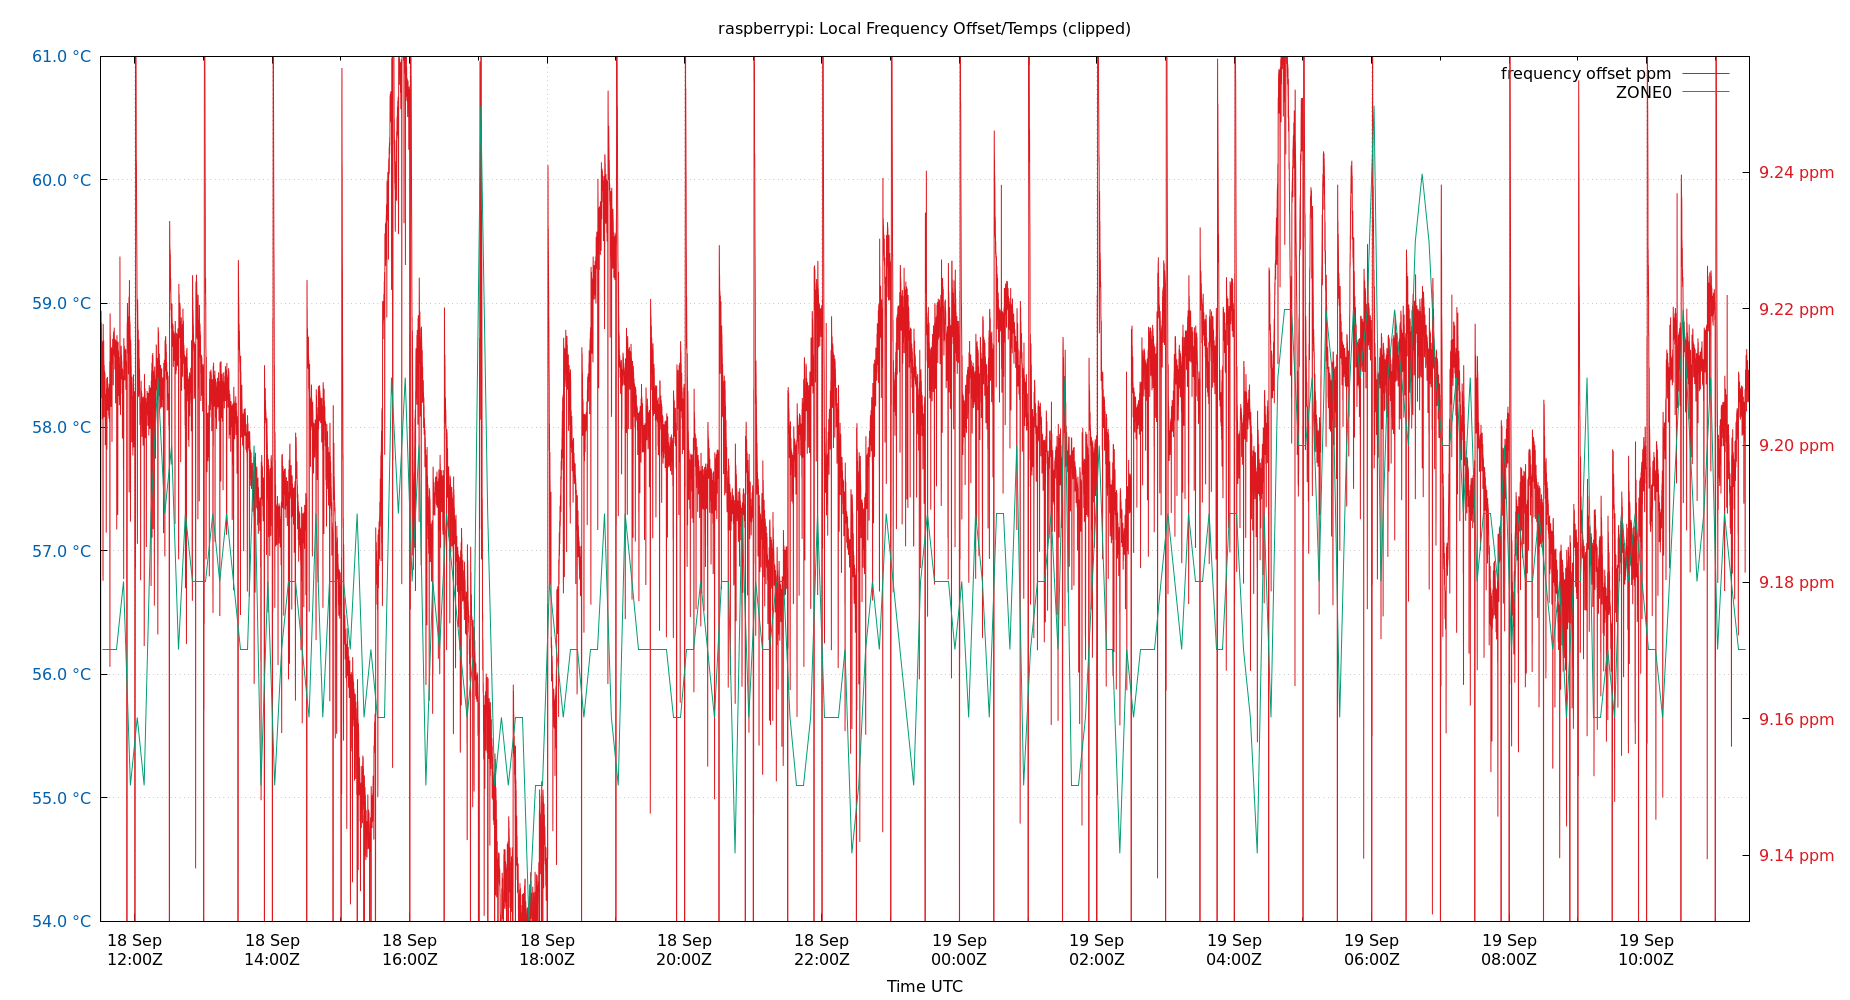 raspberrypi: Local Frequency Offset/Temps (clipped)
61.0 °C
60.0 °C
59.0 °C
58.0 °C
57.0 °C
56.0 °C
55.0 °C
54.0 °C
frequency offset ppm
ZONE0
9.24 ppm
9.22 ppm
9.20 ppm
9.18 ppm
9.16 ppm
9.14 ppm
18 Sep 18 Sep 18 Sep 18 Sep 18 Sep 18 Sep 19 Sep 19 Sep 19 Sep 19 Sep 19 Sep 19 Sep
12:00Z 14:00Z 16:00Z 18:00Z 20:00Z 22:00Z 00:00Z 02:00Z 04:00Z 06:00Z 08:00Z 10:00Z
Time UTC